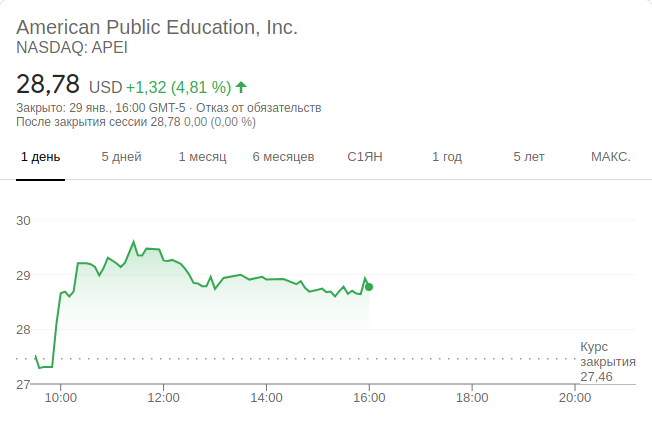 American Public Education, Inc.
NASDAQ: APEI
28,78 USD +1,32 (4,81 %)
Закрыто: 29 янв., 16:00 GMT-5 · Отказ от обязательств
После закрытия сессии 28,78 0,00 (0,00 %)
1 день 5 дней 1 месяц 6 месяцев С1ЯН 1 год 5 лет МАКС.
30
29
28
Курс
закрытия
27,46
27
10:00 12:00 14:00 16:00 18:00 20:00